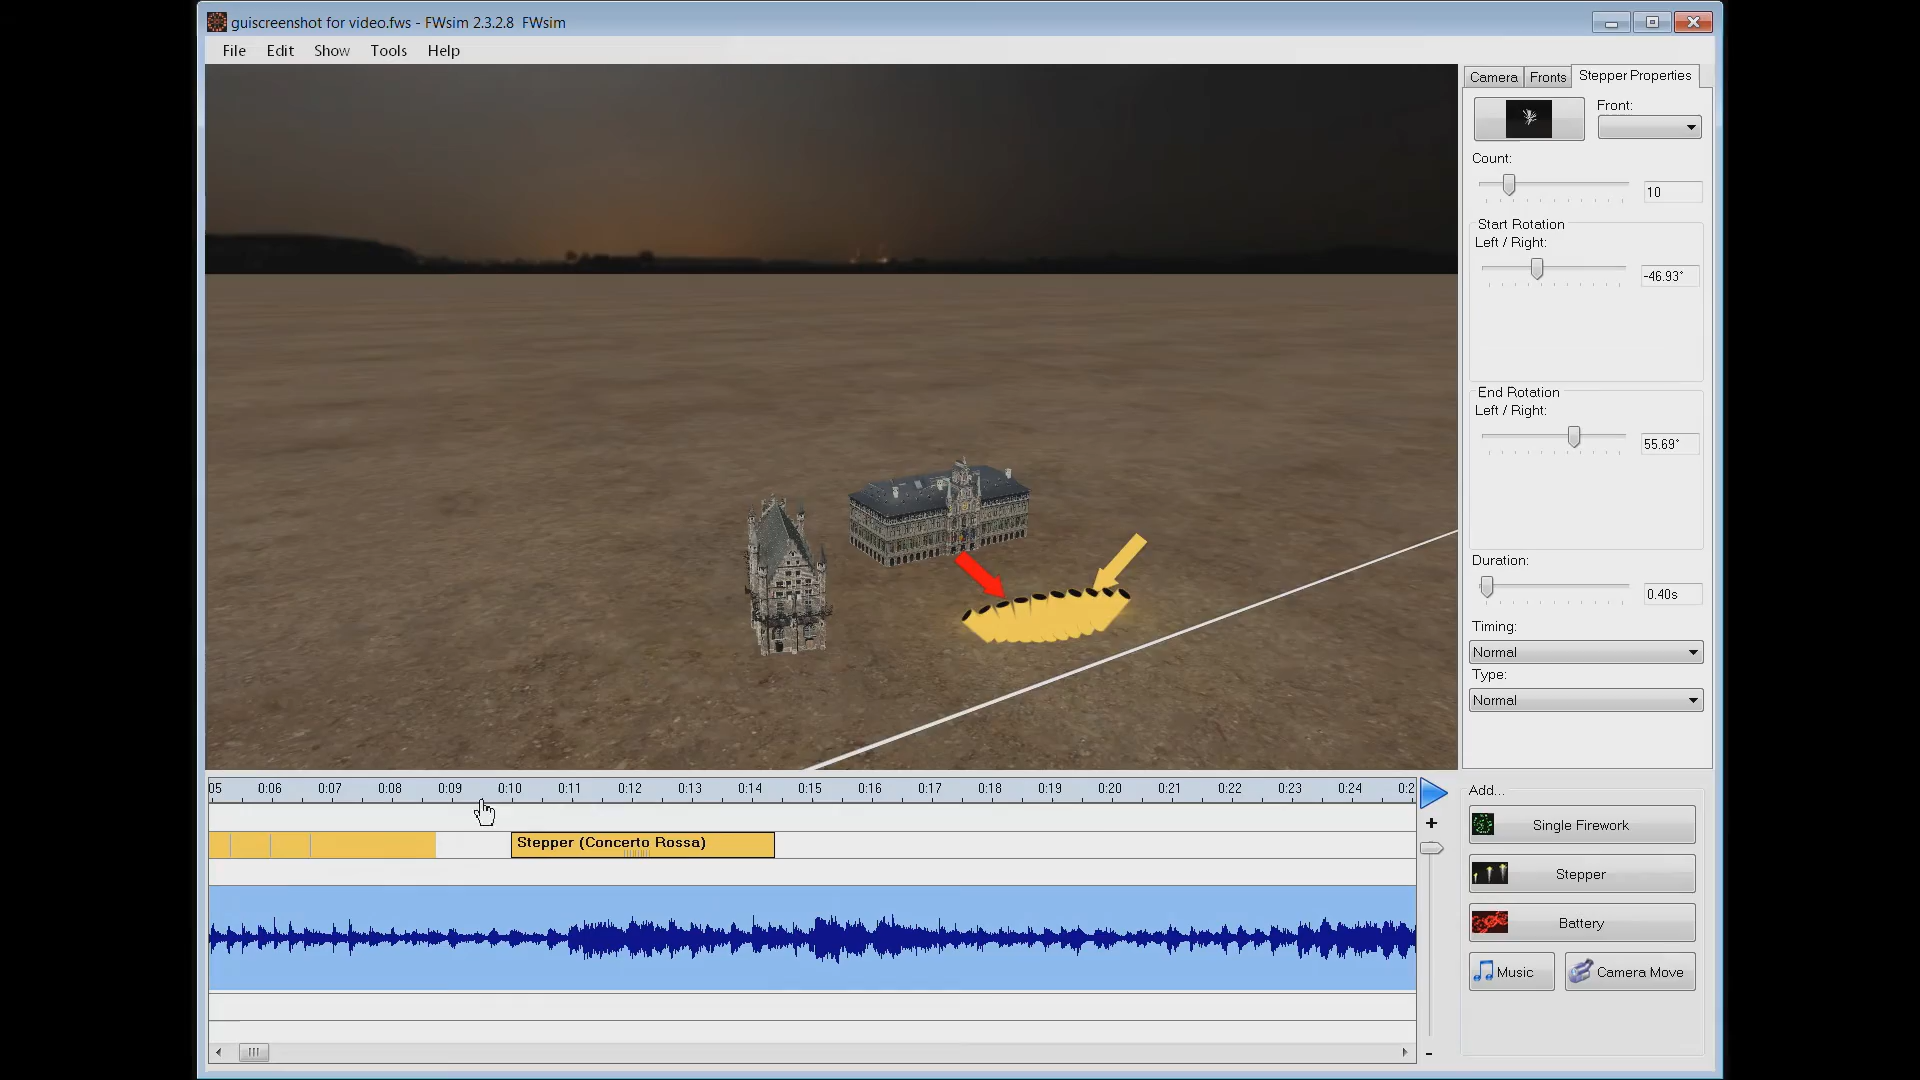 guiscreenshot for video.fws - FWsim 2.3.2.8  FWsim
File Edit Show Tools Help
Camera Fronts Stepper Properties
Front:
Count:
10
Start Rotation
Left / Right:
-46.93°
End Rotation
Left / Right:
55.69°
Duration:
0.40s
Timing:
Normal
Type:
Normal
05 0:06 0:07 0:08 0:09 0:10 0:11 0:12 0:13 0:14 0:15 0:16 0:17 0:18 0:19 0:20 0:21 0:22 0:23 0:24 0:2
+
Stepper (Concerto Rossa)
-
Add...
Single Firework
Stepper
Battery
Music Camera Move